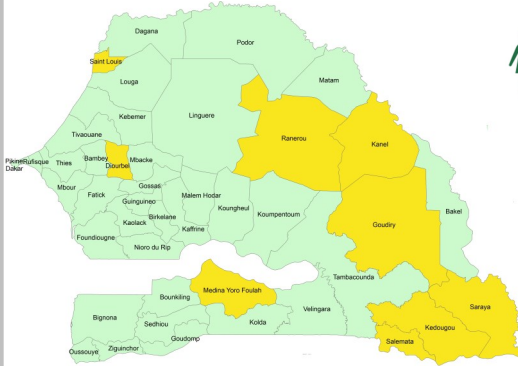 Dagana
Podor
Saint Louis
Louga
Matam
Linguere
Kebemer
Ranerou
Kanel
Tivaouane
Pikine
Rufisque
Dakar
Thies
Bambey
Diourbel
Mbacke
Mbour
Fatick
Gossas
Guinguineo
Malem Hodar
Koungheul
Koumpentoum
Bakel
Birkelane
Kaolack
Kaffrine
Foundiougne
Nioro du Rip
Goudiry
Tambacounda
Medina Yoro Foulah
Bounkiling
Bignona
Sedhiou
Kolda
Velingara
Saraya
Kedougou
Goudomp
Salemata
Oussouye
Ziguinchor